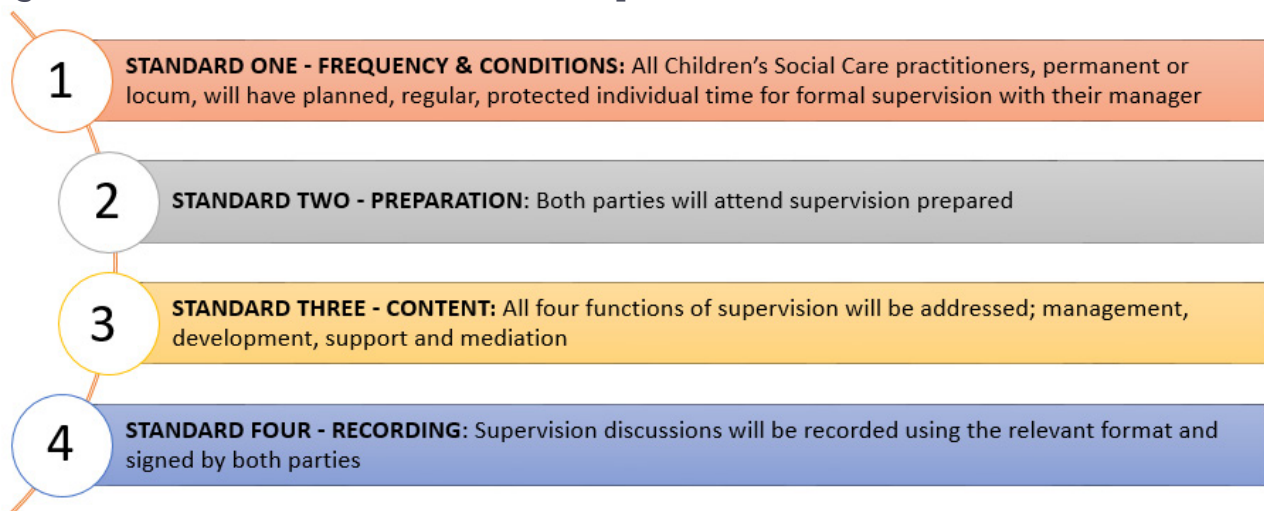 1
STANDARD ONE - FREQUENCY & CONDITIONS: All Children's Social Care practitioners, permanent or
locum, will have planned, regular, protected individual time for formal supervision with their manager
2
STANDARD TWO - PREPARATION: Both parties will attend supervision prepared
3
STANDARD THREE - CONTENT: All four functions of supervision will be addressed; management,
development, support and mediation
4
STANDARD FOUR - RECORDING: Supervision discussions will be recorded using the relevant format and
signed by both parties